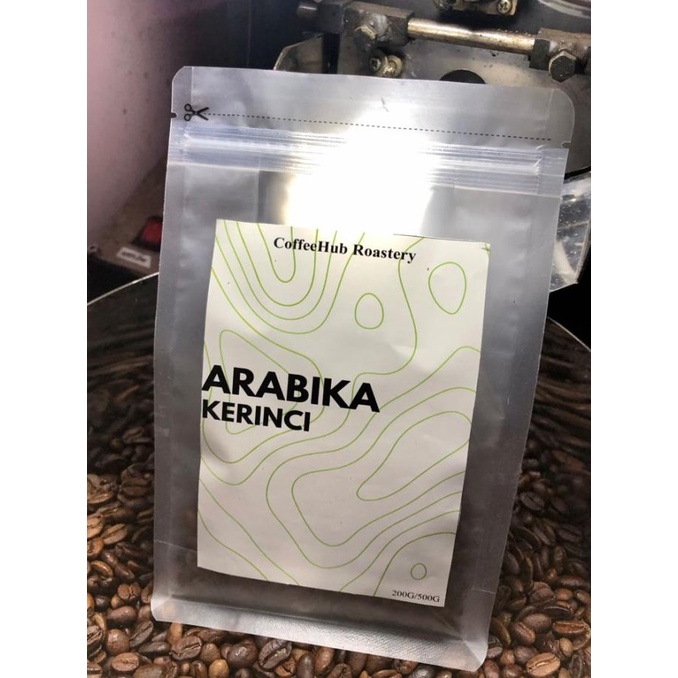 CoffeeHub Roastery
ARABIKA
KERINCI
200G/500G